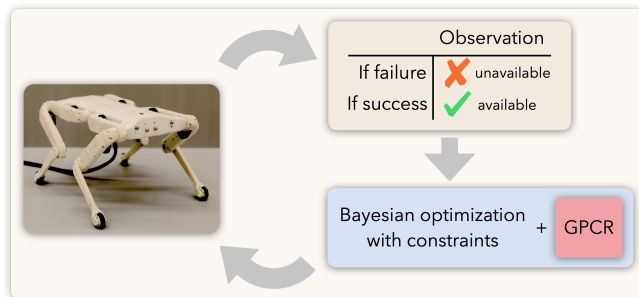 Observation
If failure unavailable
If success available
Bayesian optimization
with constraints
+ GPCR